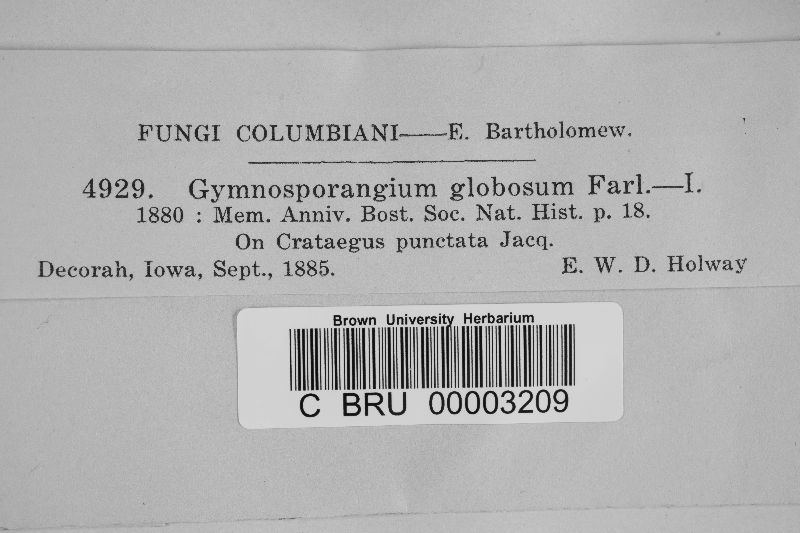 FUNGI COLUMBIANI——E. Bartholomew.
4929. Gymnosporangium globosum Farl.—I.
1880 : Mem. Anniv. Bost. Soc. Nat. Hist. p. 18.
On Crataegus punctata Jacq.
Decorah, Iowa, Sept., 1885. E. W. D. Holway
Brown University Herbarium
C BRU 00003209